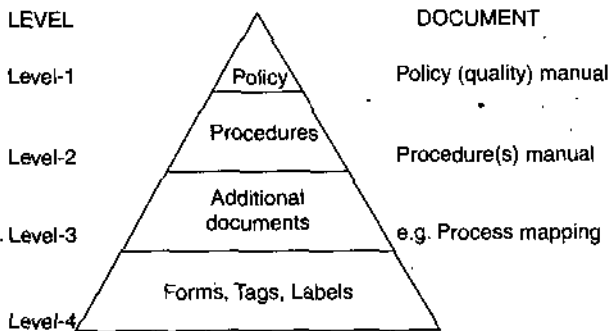 LEVEL DOCUMENT
Level-1 Policy Policy (quality) manual
Procedures
Level-2 Procedure(s) manual
Additional
documents
Level-3 e.g. Process mapping
Forms, Tags, Labels
Level-4